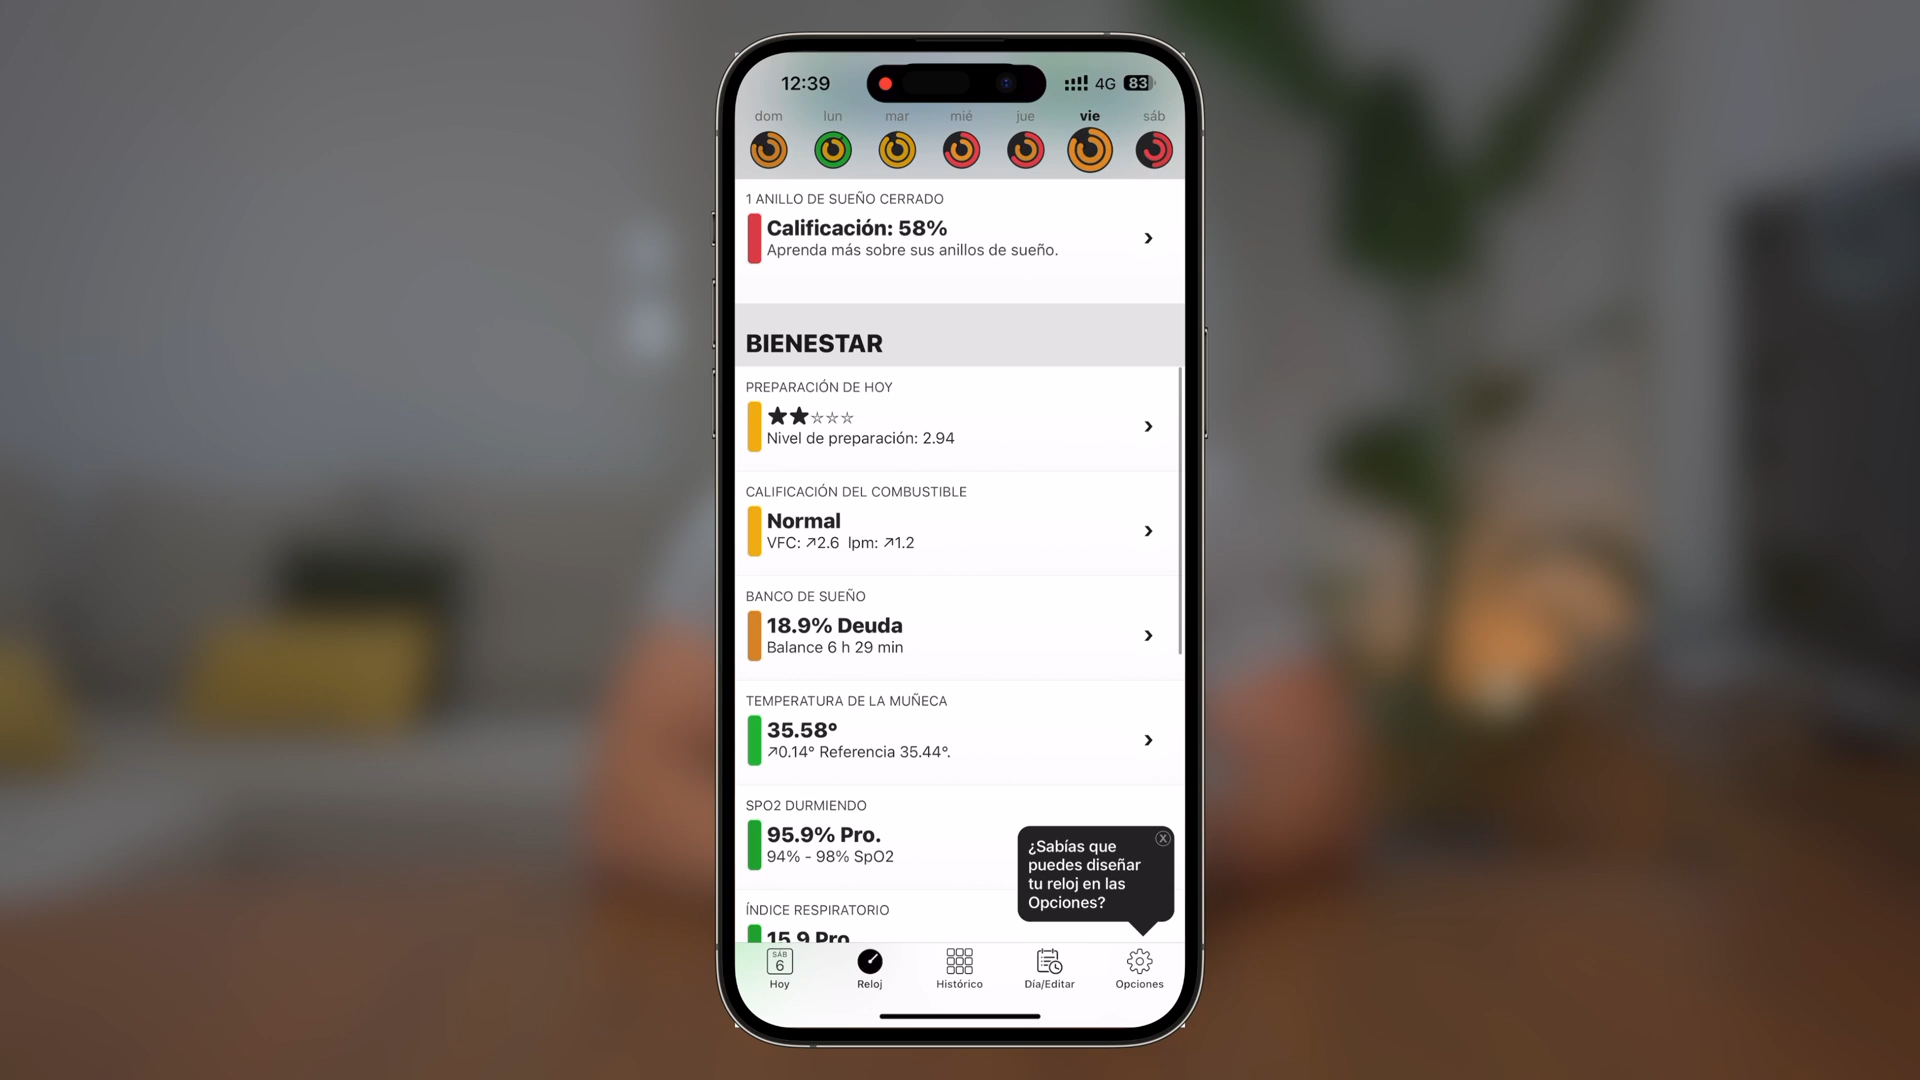 12:39
4G 83
dom lun mar mié jue vie sáb
1 ANILLO DE SUEÑO CERRADO
Calificación: 58%
Aprenda más sobre sus anillos de sueño.
BIENESTAR
PREPARACIÓN DE HOY
★★☆☆☆
Nivel de preparación: 2.94
CALIFICACIÓN DEL COMBUSTIBLE
Normal
VFC: ↗2.6 lpm: ↗1.2
BANCO DE SUEÑO
18.9% Deuda
Balance 6 h 29 min
TEMPERATURA DE LA MUÑECA
35.58°
↗0.14° Referencia 35.44°.
SPO2 DURMIENDO
95.9% Pro.
94% - 98% SpO2
¿Sabías que
puedes diseñar
tu reloj en las
Opciones?
ÍNDICE RESPIRATORIO
15.9 Pro.
SÁB
6
Hoy Reloj Histórico Día/Editar Opciones